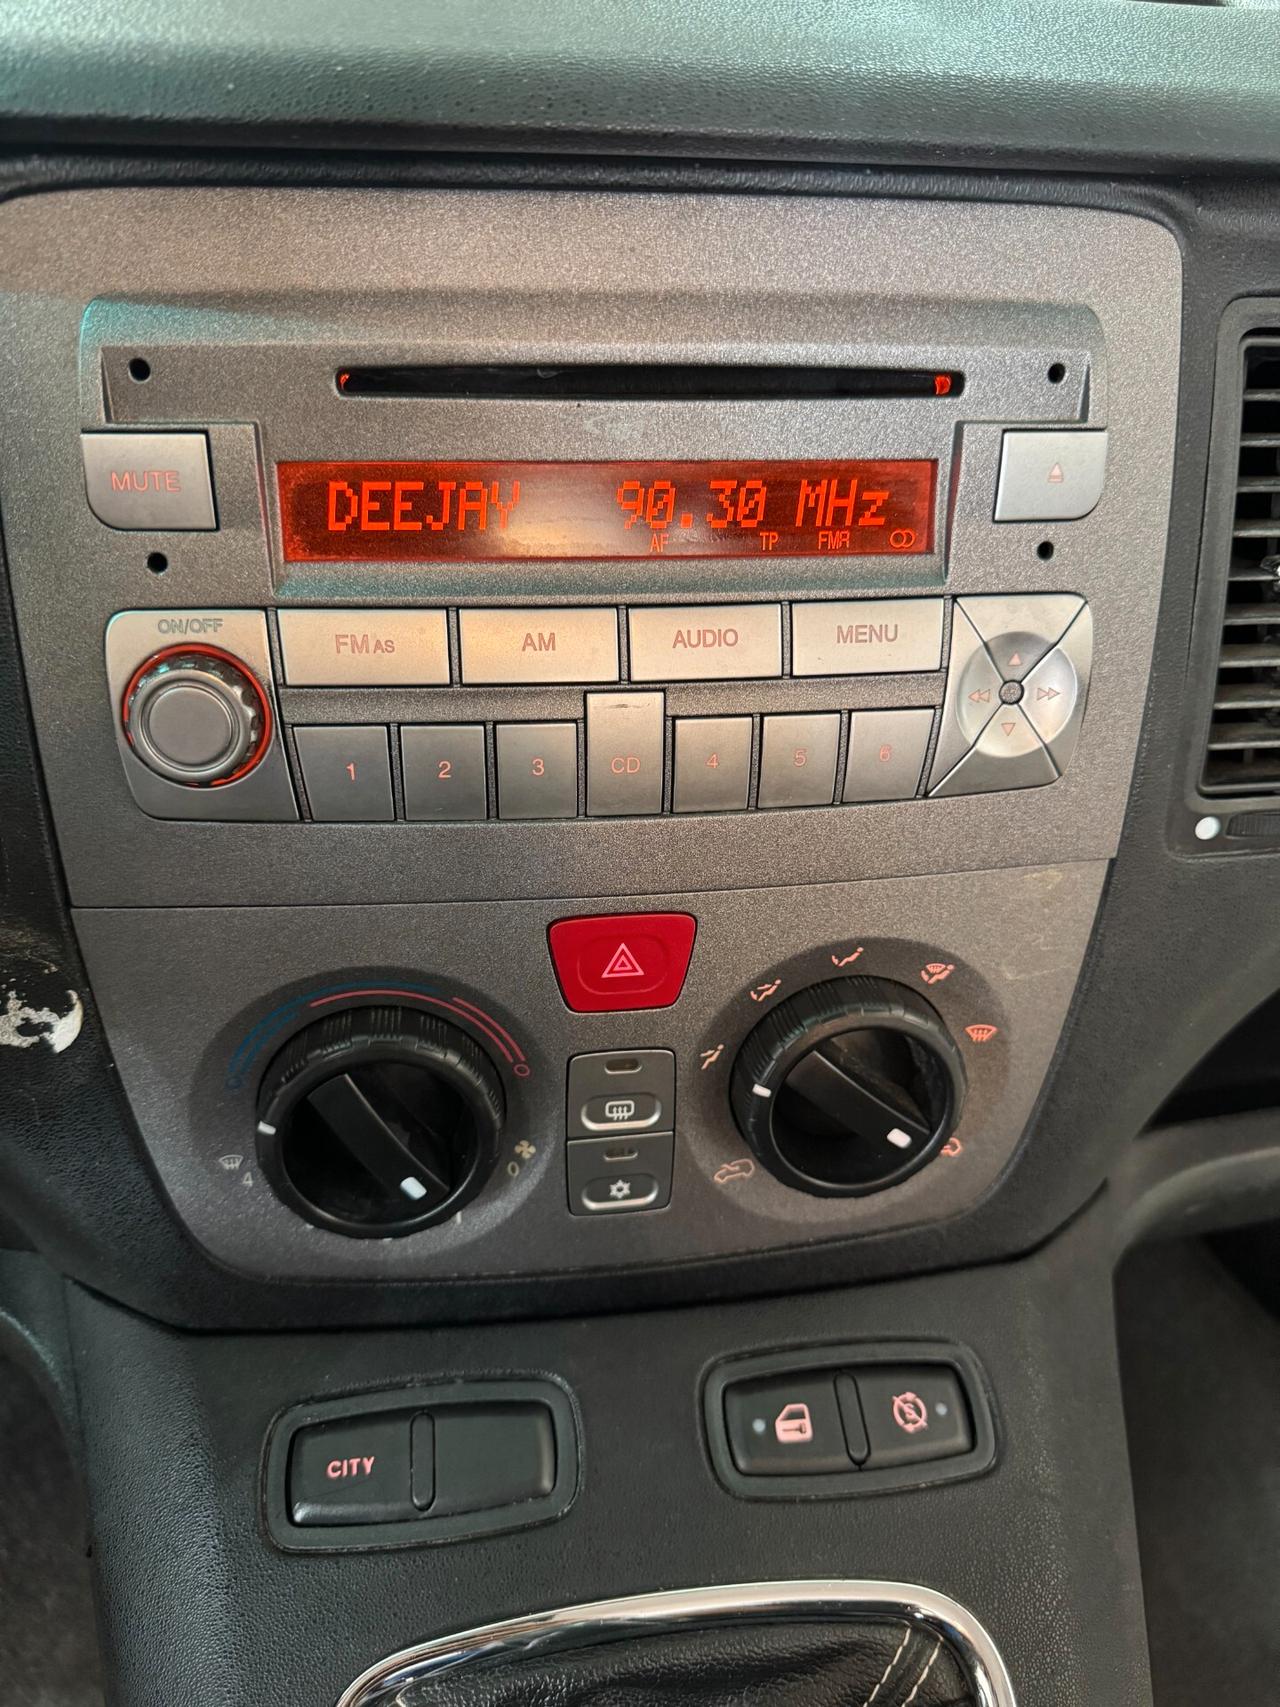 MUTE
DEEJAY 90.30 MHz
AF TP FMR
ON/OFF
FM AS AM AUDIO MENU
1 2 3 CD 4 5 6
4
0
1
CITY
S